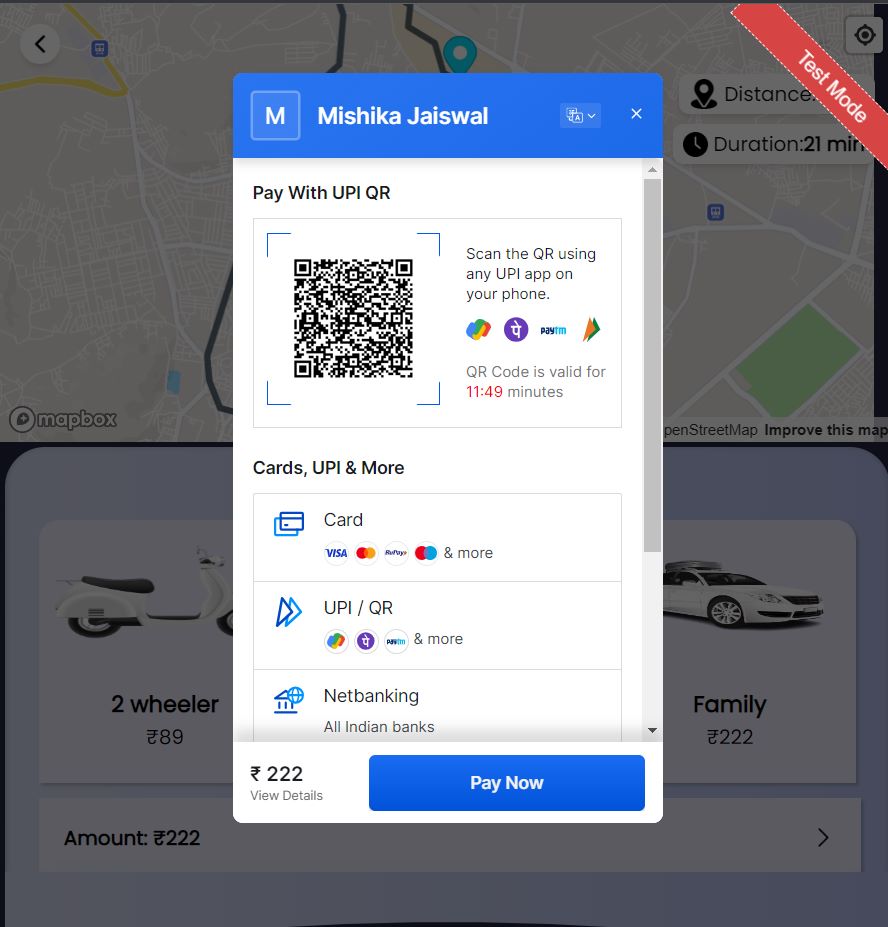 Test Mode
Distance:
Duration:21 min
M
Mishika Jaiswal
Pay With UPI QR
Scan the QR using
any UPI app on
your phone.
paytm
QR Code is valid for
11:49 minutes
mapbox
penStreetMap Improve this map
Cards, UPI & More
Card
VISA
RuPay
& more
UPI / QR
paytm
& more
Netbanking
All Indian banks
2 wheeler
₹89
Family
₹222
₹ 222
View Details
Pay Now
Amount: ₹222